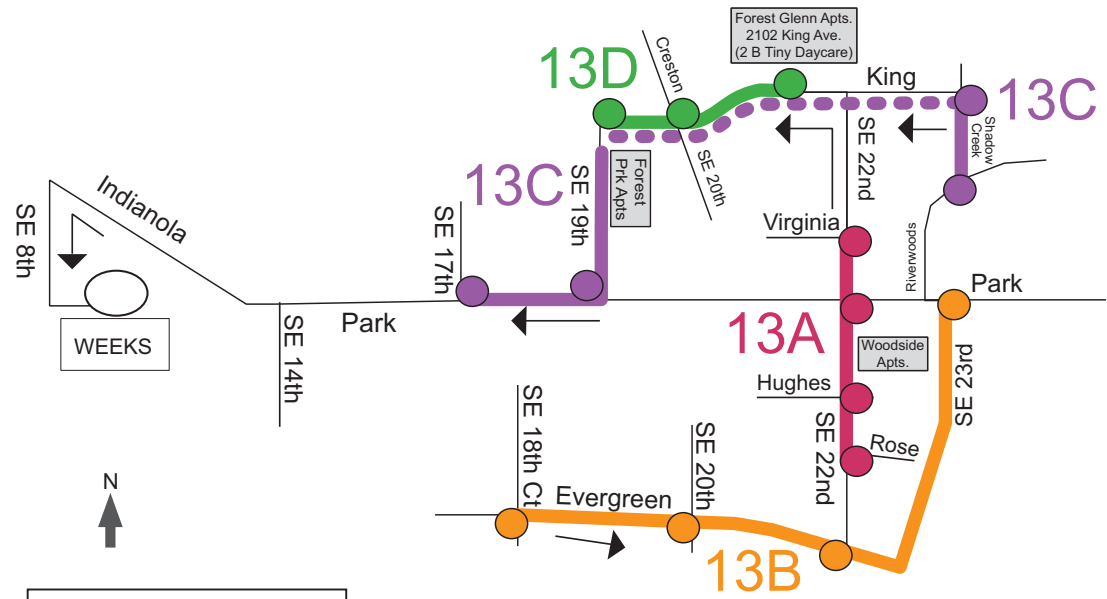 Forest Glenn Apts.
2102 King Ave.
(2 B Tiny Daycare)
13D
Creston
King
13C
Shadow
Creek
SE 22nd
SE 20th
Forest
Prk Apts
13C
SE 19th
Indianola
SE 8th
SE 17th
Virginia
Riverwoods
Park
WEEKS
SE 14th
Park
13A
Woodside
Apts.
SE 23rd
Hughes
SE 22nd
Rose
SE 18th Ct
SE 20th
Evergreen
13B
N